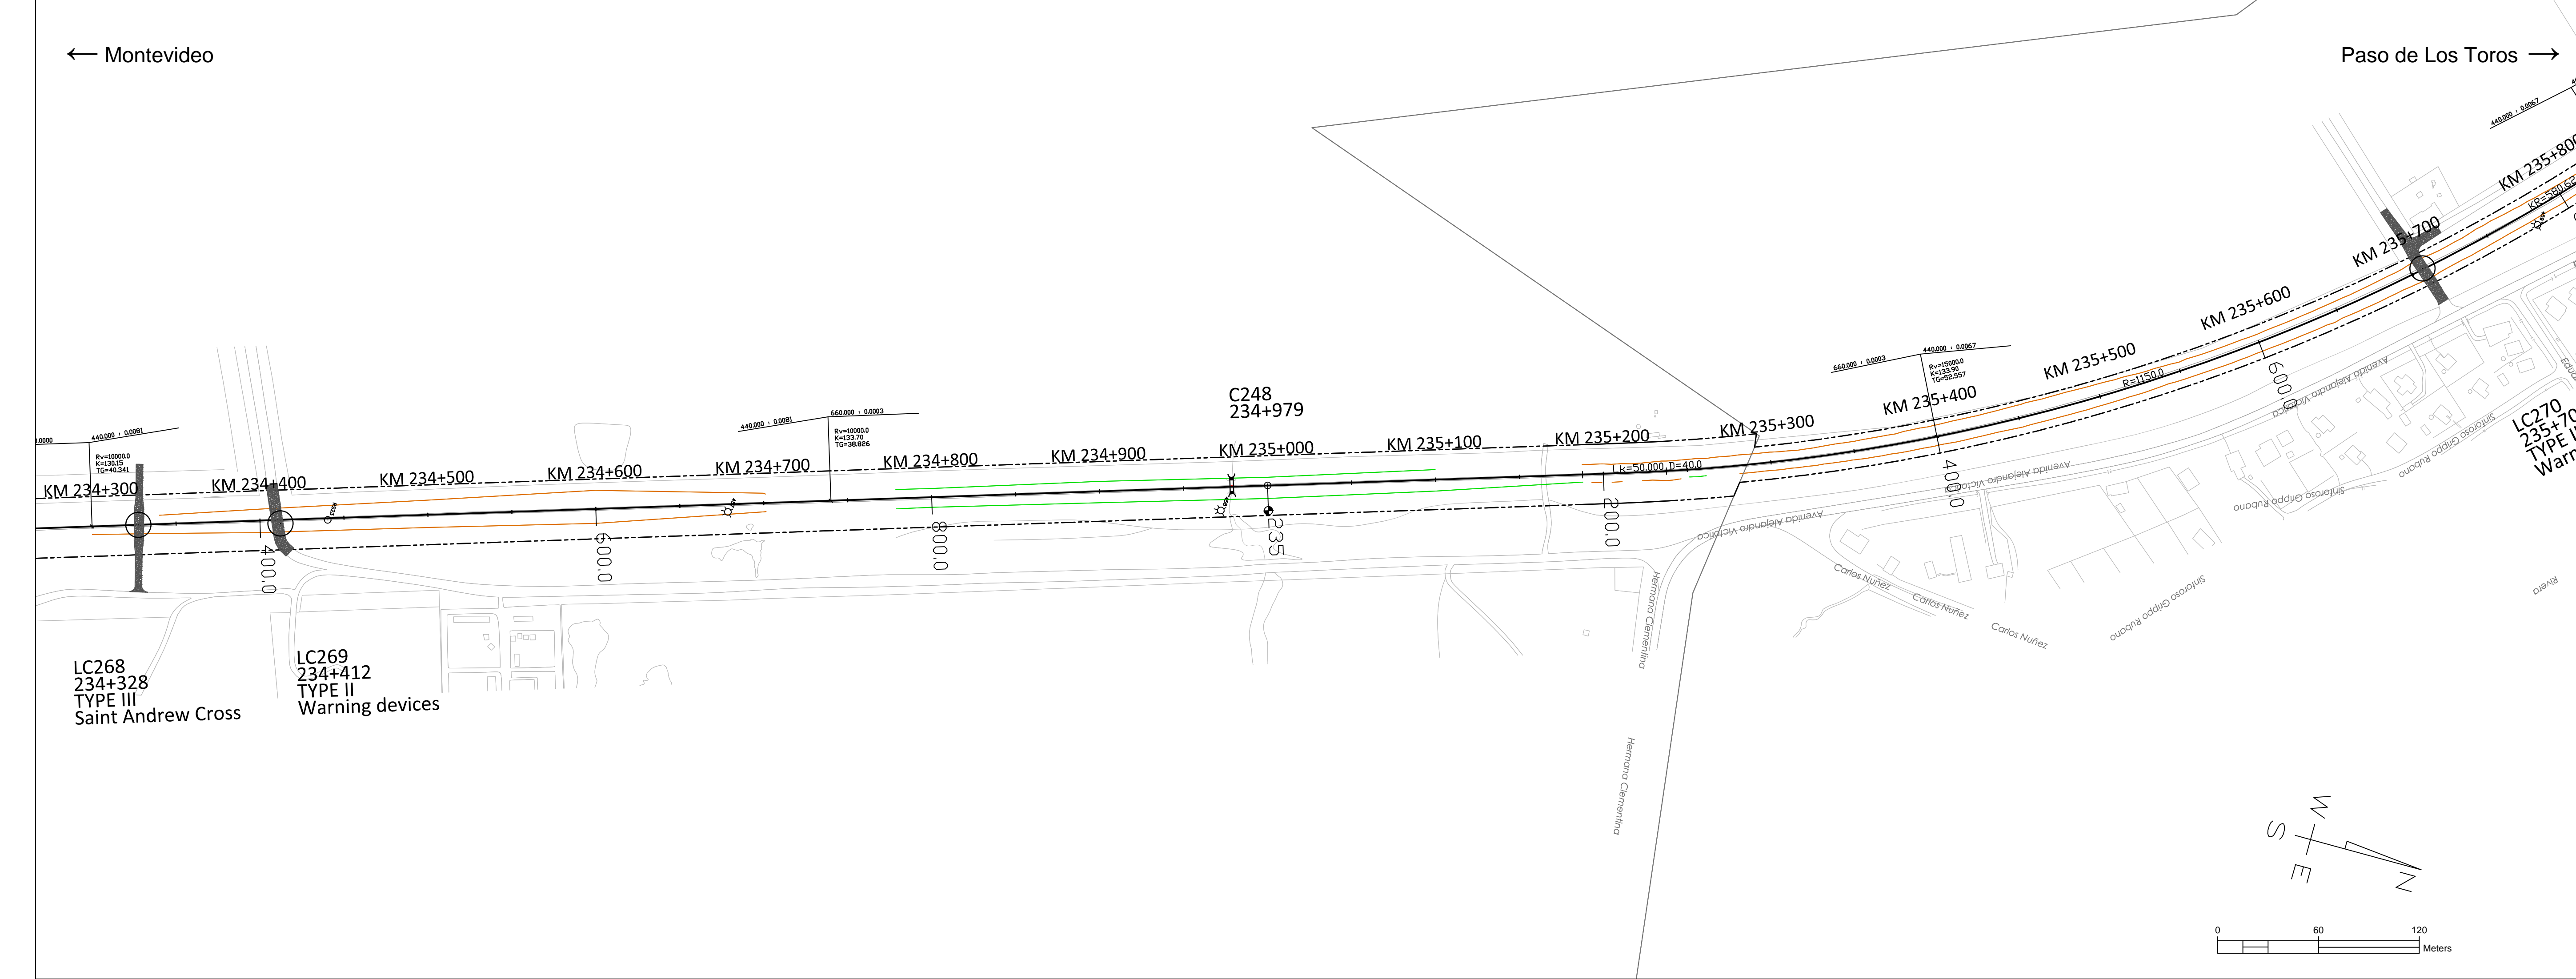 ← Montevideo
Paso de Los Toros →
440.000 : 0.0067
KM 235+800
KM 235+700
R=1150.0
KM 235+600
KM 235+500
KM 235+400
660.000 : 0.0003
440.000 : 0.0067
Rv=15000.0
K=133.90
TG=52.557
KM 235+300
KM 235+200
Lk=50.000 D=40.0
KM 235+100
KM 235+000
C248
234+979
KM 234+900
KM 234+800
660.000 : 0.0003
440.000 : 0.0081
Rv=10000.0
K=133.70
TG=38.826
KM 234+700
KM 234+600
KM 234+500
KM 234+400
KM 234+300
440.000 : 0.0081
Rv=10000.0
K=130.15
TG=40.341
400.0
600.0
800.0
235
200.0
400.0
600.0
Avenida Alejandro Victorica
Avenida Alejandro Victorica
Avenida Alejandro Victorica
Sinforoso Grippo Rubano
Sinforoso Grippo Rubano
Sinforoso Grippo Rubano
Carlos Nuñez
Carlos Nuñez
Carlos Nuñez
Hermana Clementina
Hermana Clementina
Rivera
LC268
234+328
TYPE III
Saint Andrew Cross
LC269
234+412
TYPE II
Warning devices
LC270
W
S
E
N
0 60 120
Meters